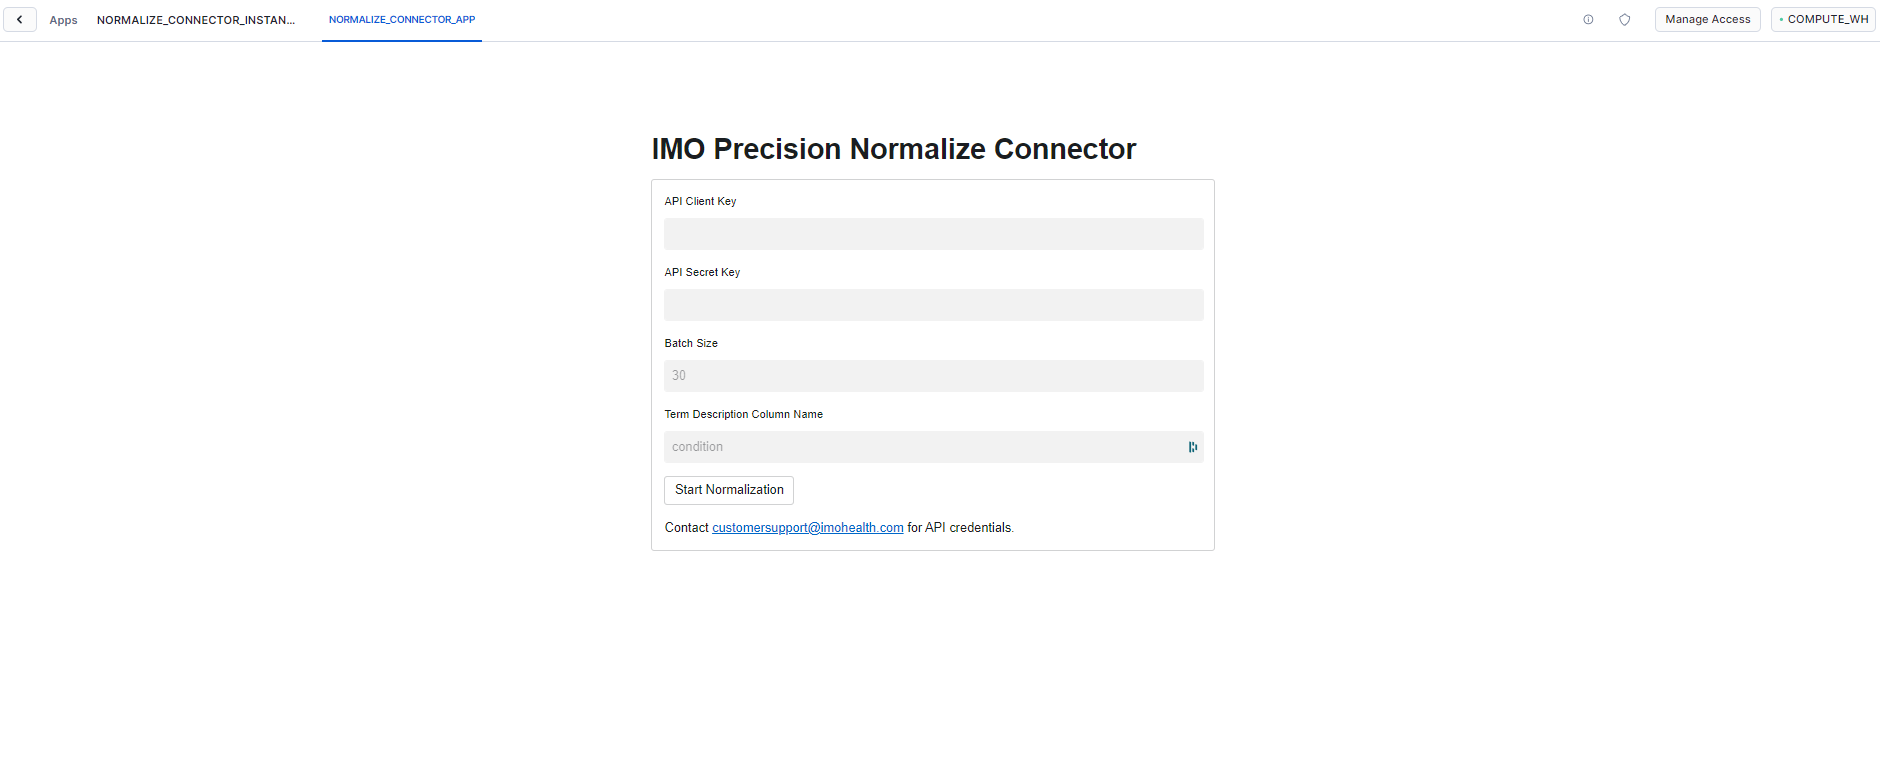 Apps NORMALIZE_CONNECTOR_INSTAN... NORMALIZE_CONNECTOR_APP Manage Access COMPUTE_WH
IMO Precision Normalize Connector
API Client Key
API Secret Key
Batch Size
30
Term Description Column Name
condition
Start Normalization
Contact customersupport@imohealth.com for API credentials.